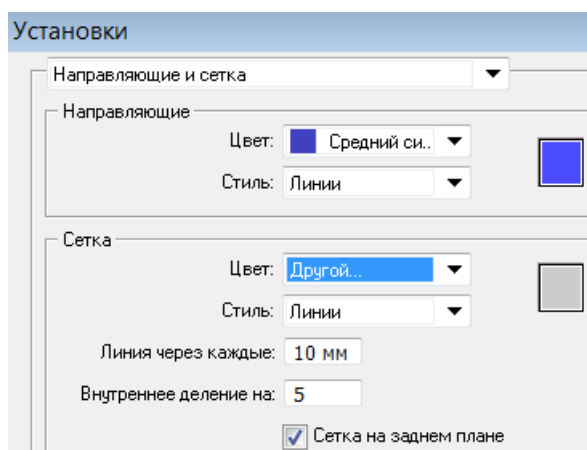 Установки
Направляющие и сетка
Направляющие
Цвет: Средний си..
Стиль: Линии
Сетка
Цвет: Другой...
Стиль: Линии
Линия через каждые: 10 мм
Внутреннее деление на: 5
Сетка на заднем плане